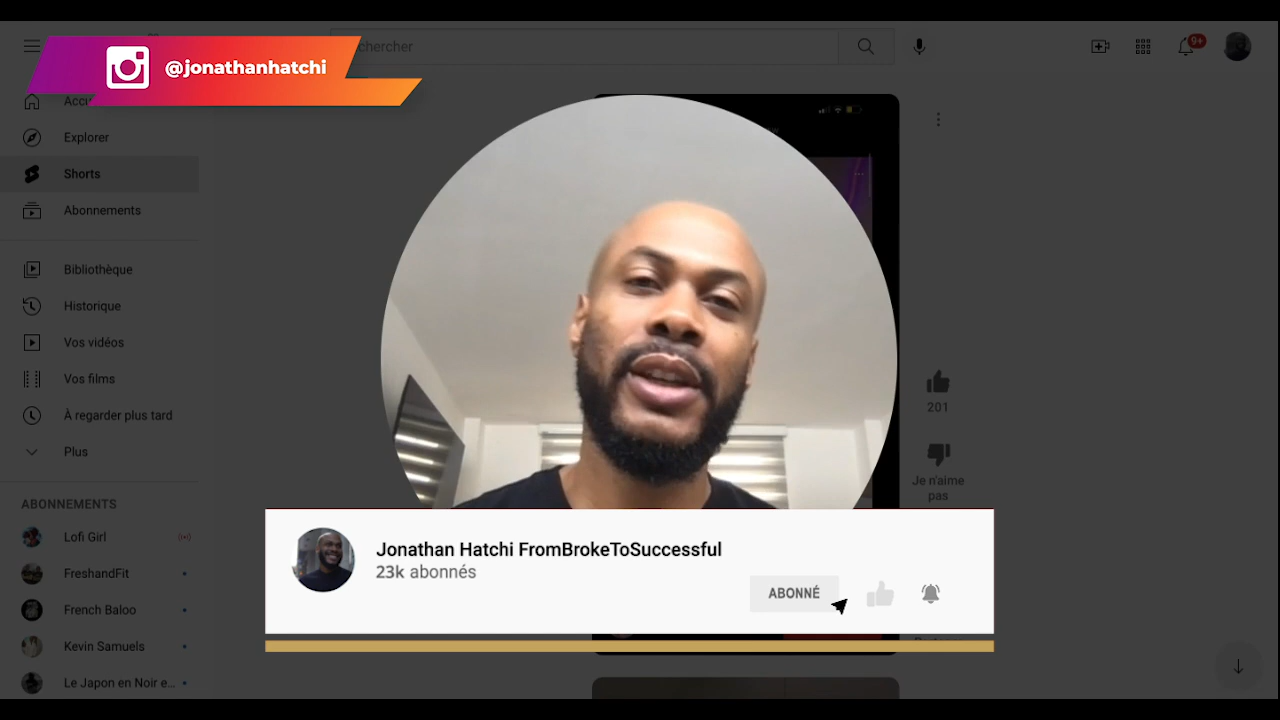 @jonathanhatchi
chercher
9+
Accu
Explorer
Shorts
Abonnements
Bibliothèque
Historique
Vos vidéos
Vos films
À regarder plus tard
Plus
ABONNEMENTS
Lofi Girl
FreshandFit
French Baloo
Kevin Samuels
Le Japon en Noir e...
201
Je n'aime
pas
Jonathan Hatchi FromBrokeToSuccessful
23k abonnés
ABONNÉ